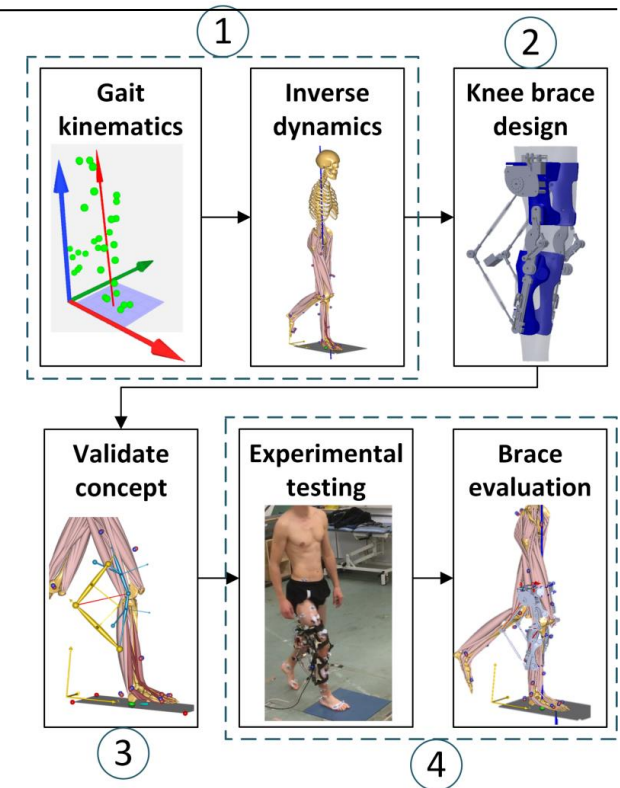 1
2
Gait
kinematics
Inverse
dynamics
Knee brace
design
Validate
concept
Experimental
testing
Brace
evaluation
3
4